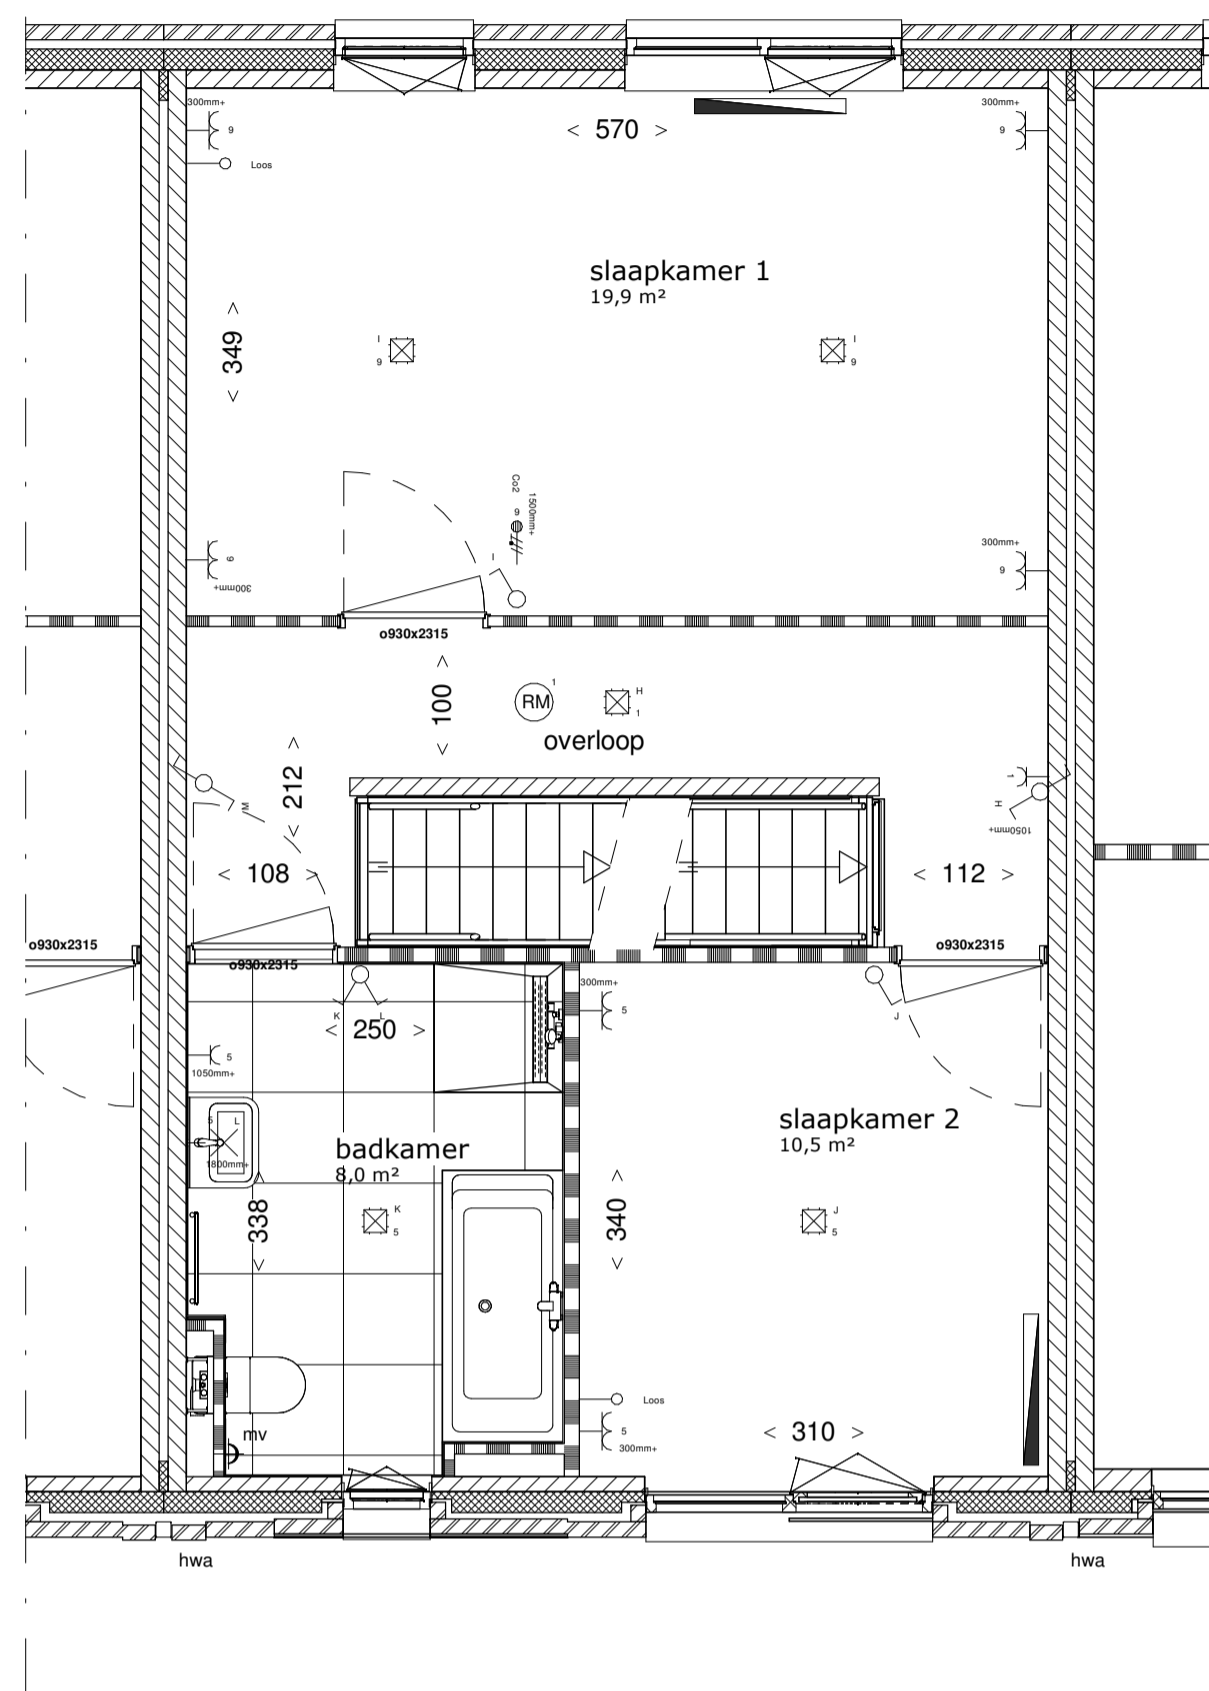 300mm+
9
Loos
< 570 >
300mm+
9
slaapkamer 1
19,9 m²
< 349 >
I
9
I
9
Co2
9
1500mm+
I
9
300mm+
300mm+
9
o930x2315
< 100 >
RM
1
H
1
overloop
< 212 >
M
1
H
1050mm+
< 108 >
< 112 >
o930x2315
o930x2315
o930x2315
K
L
< 250 >
300mm+
5
J
5
1050mm+
5
L
1800mm+
badkamer
8,0 m²
slaapkamer 2
10,5 m²
< 338 >
K
5
< 340 >
J
5
mv
Loos
5
300mm+
< 310 >
hwa
hwa